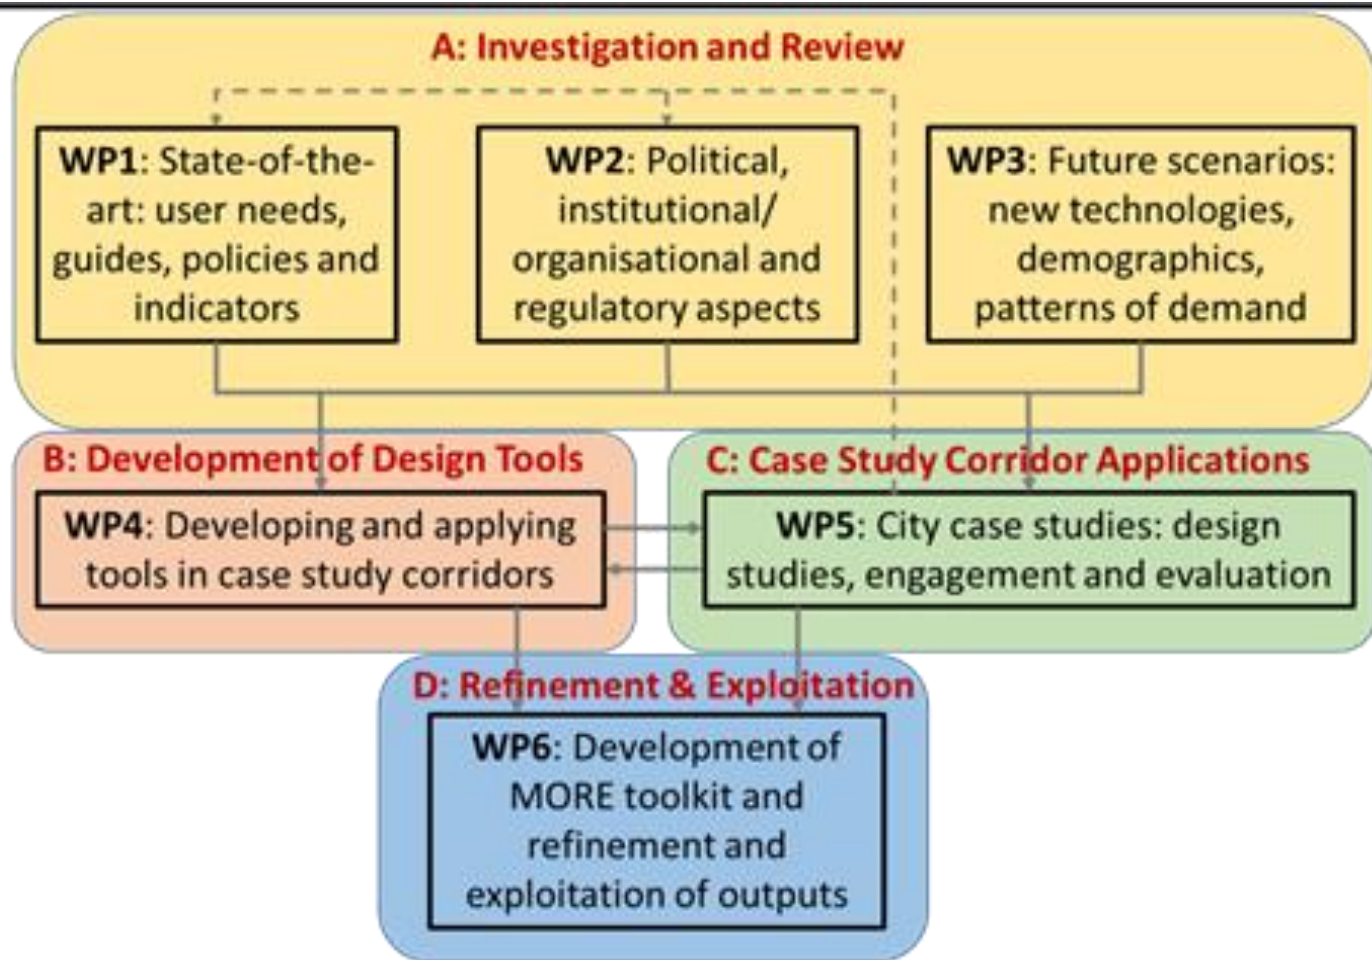 A: Investigation and Review
WP1: State-of-the-
art: user needs,
guides, policies and
indicators
WP2: Political,
institutional/
organisational and
regulatory aspects
WP3: Future scenarios:
new technologies,
demographics,
patterns of demand
B: Development of Design Tools
WP4: Developing and applying
tools in case study corridors
C: Case Study Corridor Applications
WP5: City case studies: design
studies, engagement and evaluation
D: Refinement & Exploitation
WP6: Development of
MORE toolkit and
refinement and
exploitation of outputs